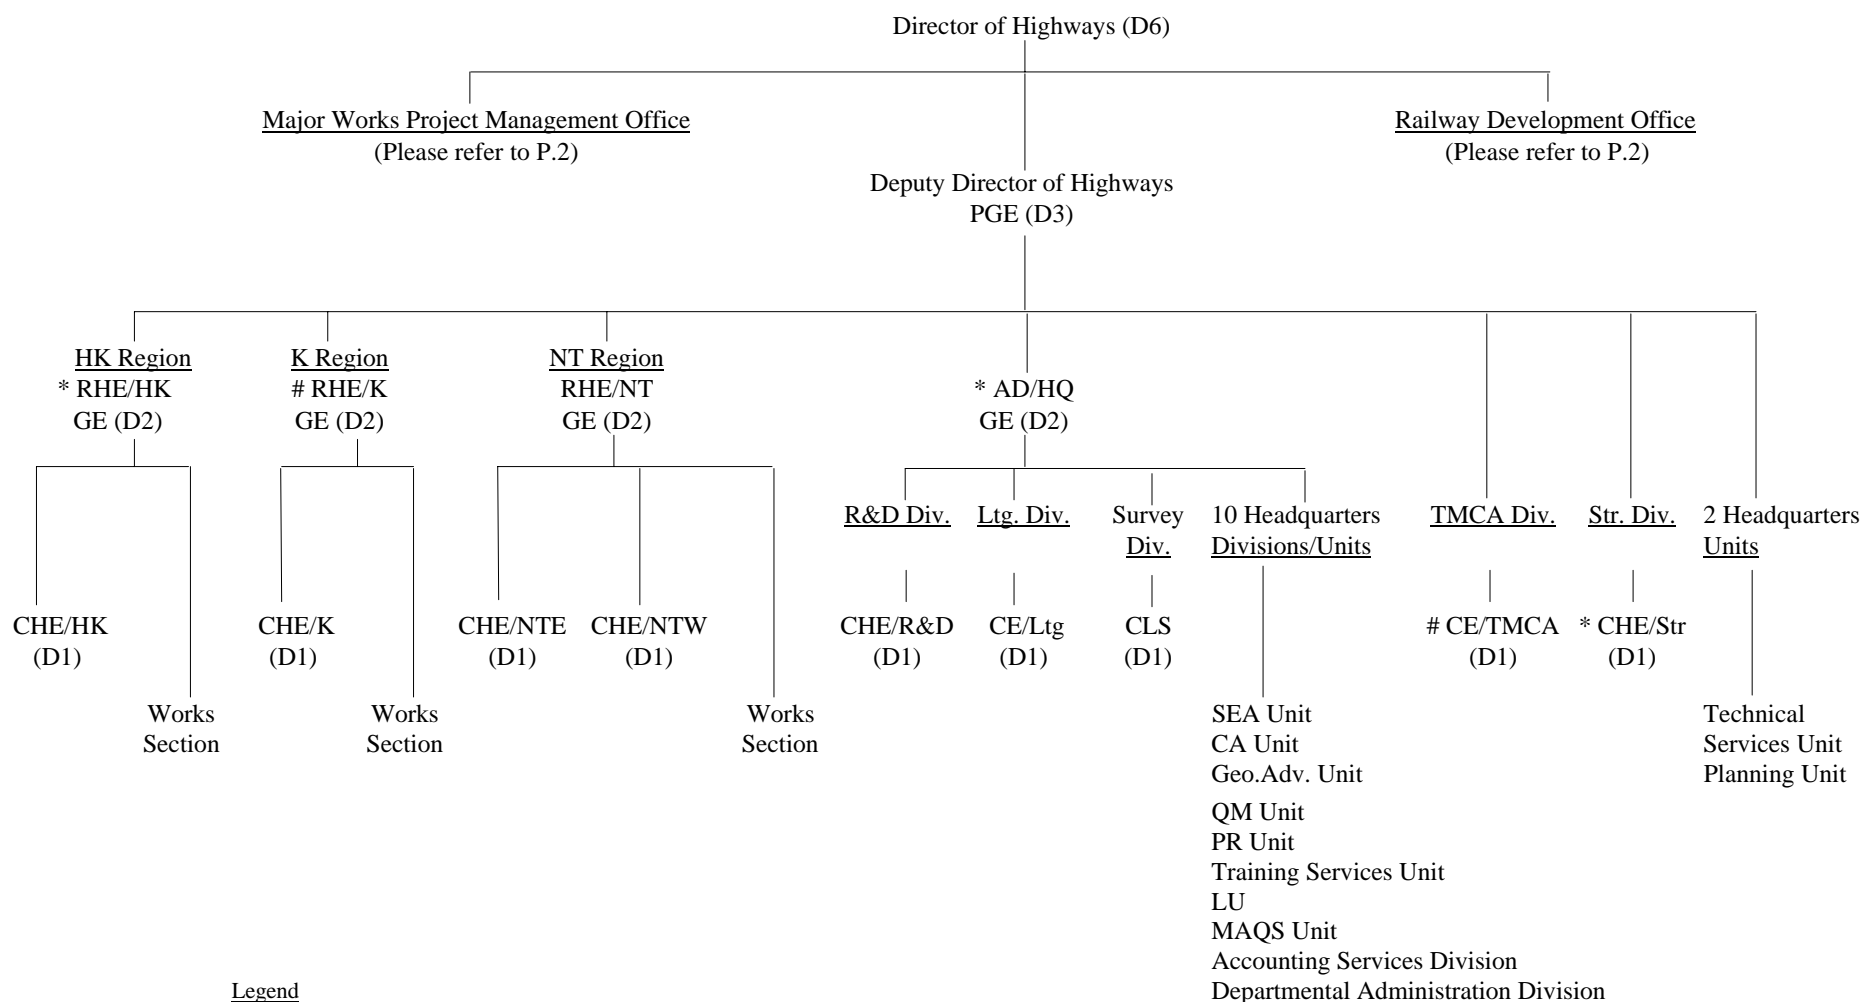 Director of Highways (D6)
Major Works Project Management Office
(Please refer to P.2)
Railway Development Office
(Please refer to P.2)
Deputy Director of Highways
PGE (D3)
HK Region
* RHE/HK
GE (D2)
K Region
# RHE/K
GE (D2)
NT Region
RHE/NT
GE (D2)
* AD/HQ
GE (D2)
R&D Div.
Ltg. Div.
Survey
Div.
10 Headquarters
Divisions/Units
TMCA Div.
Str. Div.
2 Headquarters
Units
CHE/HK
(D1)
CHE/K
(D1)
CHE/NTE
(D1)
CHE/NTW
(D1)
CHE/R&D
(D1)
CE/Ltg
(D1)
CLS
(D1)
# CE/TMCA
(D1)
* CHE/Str
(D1)
Works
Section
Works
Section
Works
Section
SEA Unit
CA Unit
Geo.Adv. Unit
QM Unit
PR Unit
Training Services Unit
LU
MAQS Unit
Accounting Services Division
Departmental Administration Division
Technical
Services Unit
Planning Unit
Legend